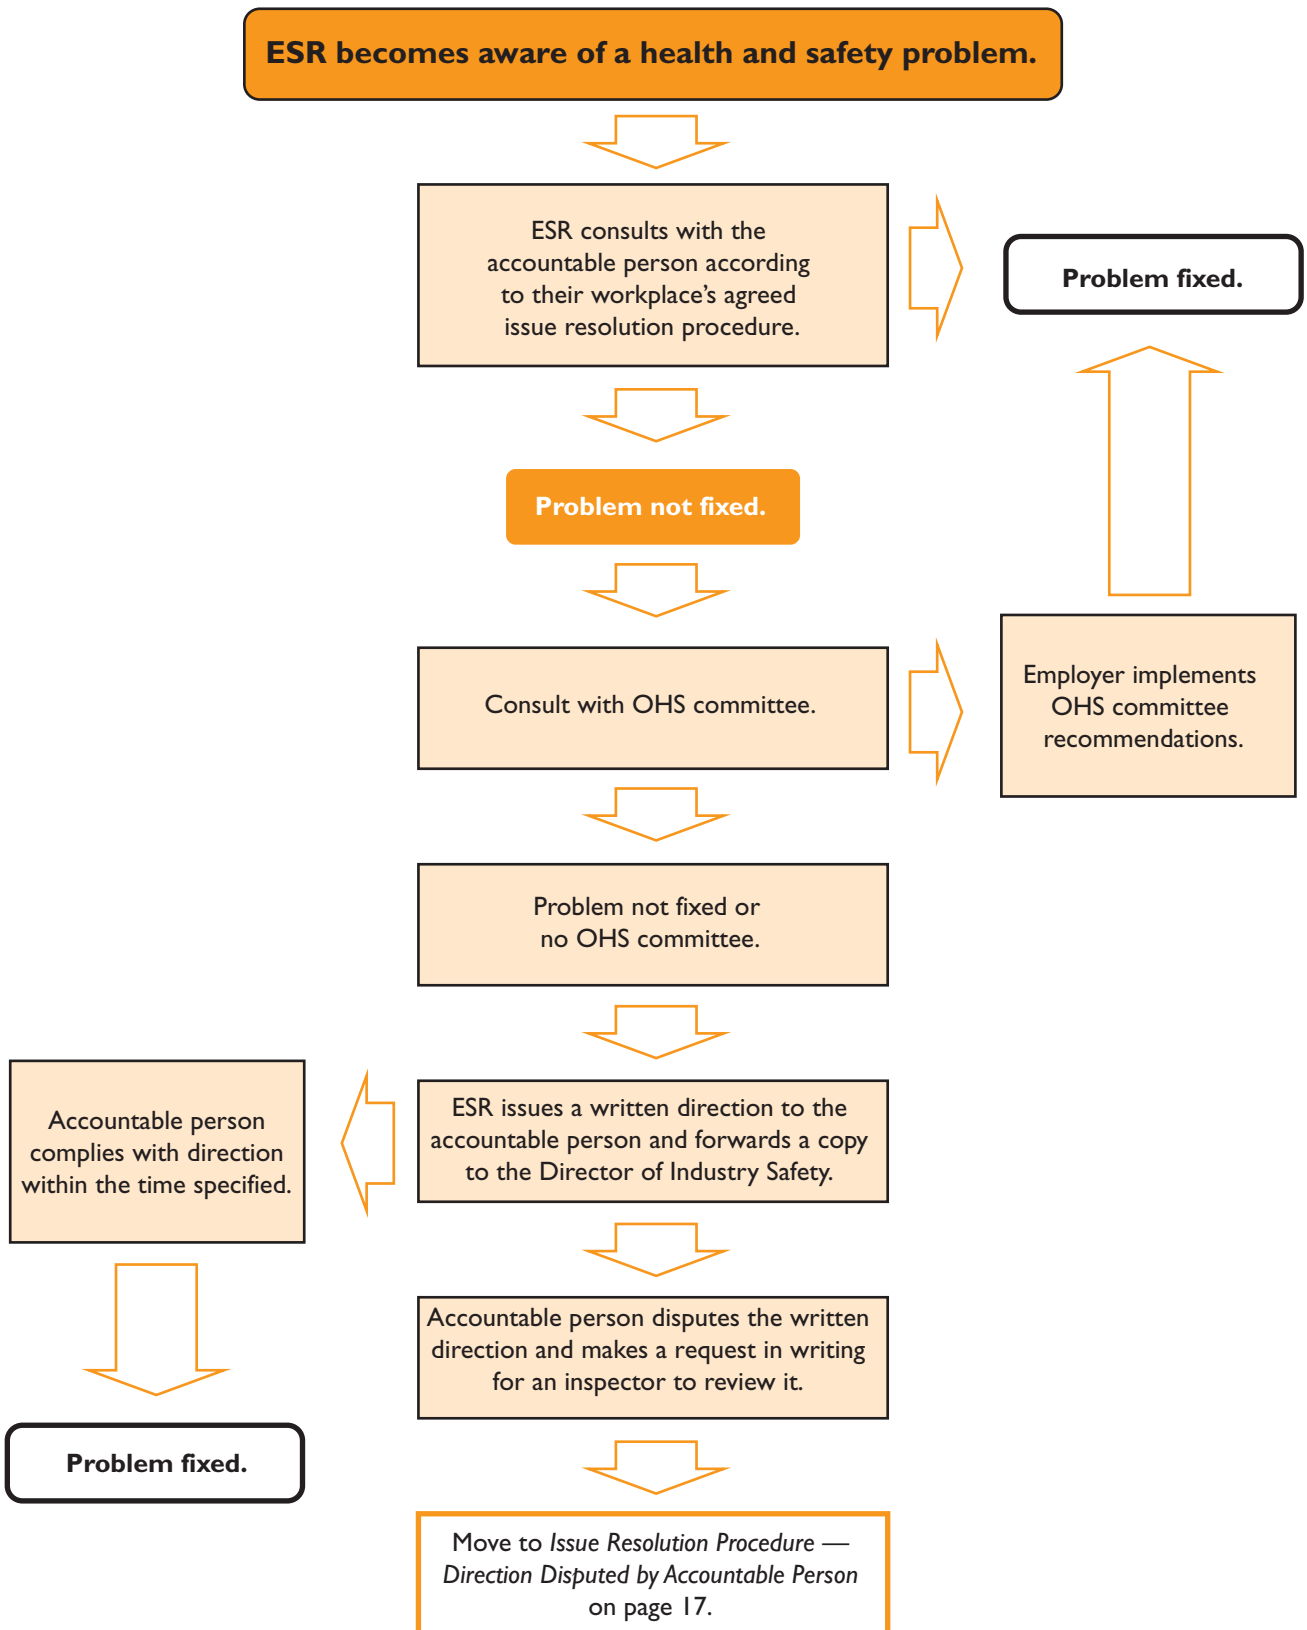 ESR becomes aware of a health and safety problem.
ESR consults with the
accountable person according
to their workplace’s agreed
issue resolution procedure.
Problem fixed.
Problem not fixed.
Consult with OHS committee.
Employer implements
OHS committee
recommendations.
Problem not fixed or
no OHS committee.
ESR issues a written direction to the
accountable person and forwards a copy
to the Director of Industry Safety.
Accountable person
complies with direction
within the time specified.
Accountable person disputes the written
direction and makes a request in writing
for an inspector to review it.
Problem fixed.
Move to Issue Resolution Procedure —
Direction Disputed by Accountable Person
on page 17.